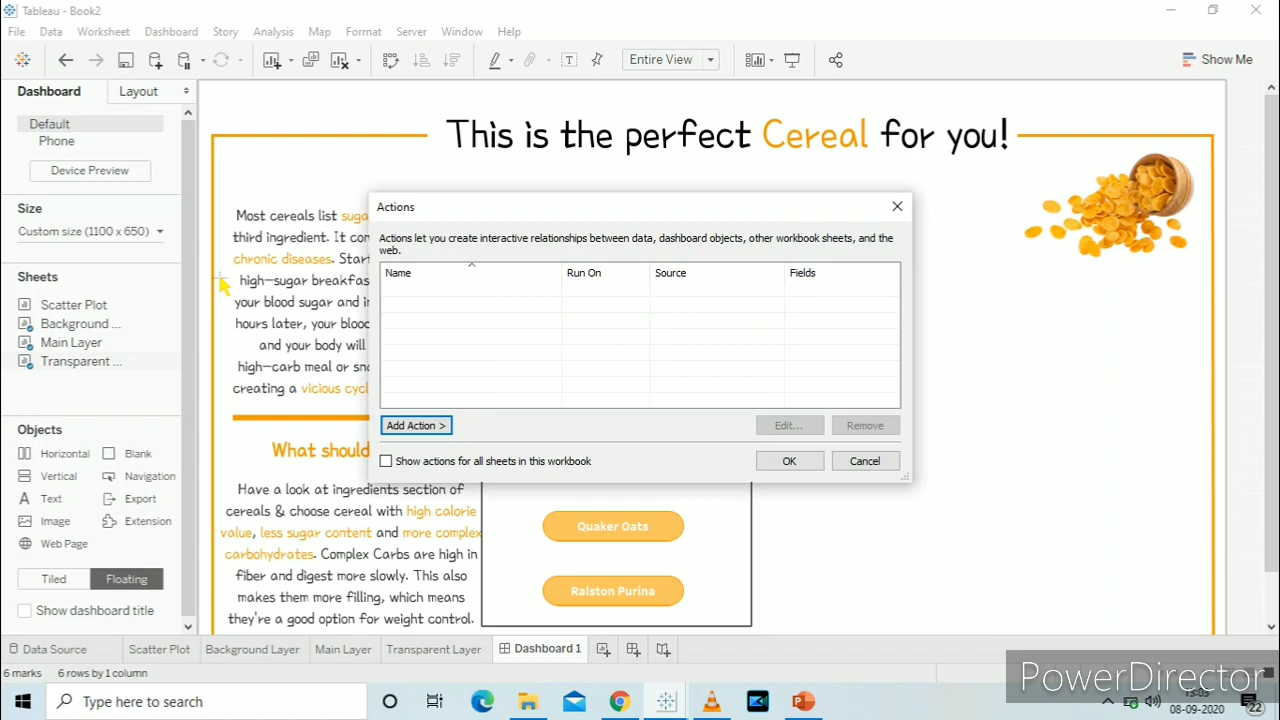 Tableau - Book2
File Data Worksheet Dashboard Story Analysis Map Format Server Window Help
Entire View
Show Me
Dashboard Layout
Default
Phone
Device Preview
Size
Custom size (1100 x 650)
Sheets
Scatter Plot
Background ...
Main Layer
Transparent ...
Objects
Horizontal Blank
Vertical Navigation
Text Export
Image Extension
Web Page
Tiled Floating
Show dashboard title
This is the perfect Cereal for you!
Most cereals list
third ingredient. It
chronic diseases.
high-sugar
your blood sugar and
hours later, your
and your body will
high-carb meal or
creating a vicious
What should
Have a look at ingredients section of
cereals & choose cereal with high calorie
value, less sugar content and more complex
carbohydrates. Complex Carbs are high in
fiber and digest more slowly. This also
makes them more filling, which means
they're a good option for weight control.
Actions
Actions let you create interactive relationships between data, dashboard objects, other workbook sheets, and the
web.
Name Run On Source Fields
Add Action > Edit... Remove
Show actions for all sheets in this workbook OK Cancel
Quaker Oats
Ralston Purina
Data Source Scatter Plot Background Layer Main Layer Transparent Layer Dashboard 1
6 marks 6 rows by 1 column
PowerDirector
Type here to search
08-09-2020
22